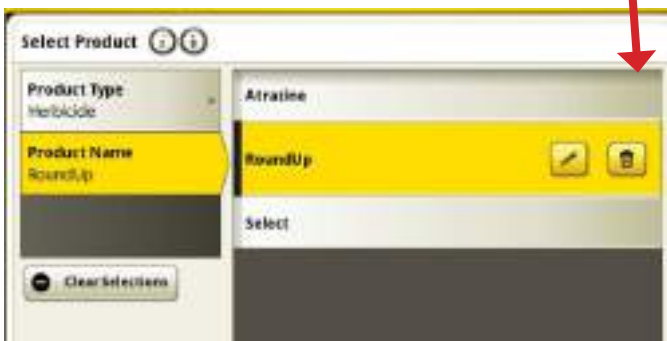 Select Product
Product Type
Herbicide
Product Name
RoundUp
Clear Selections
Atrazine
RoundUp
Select